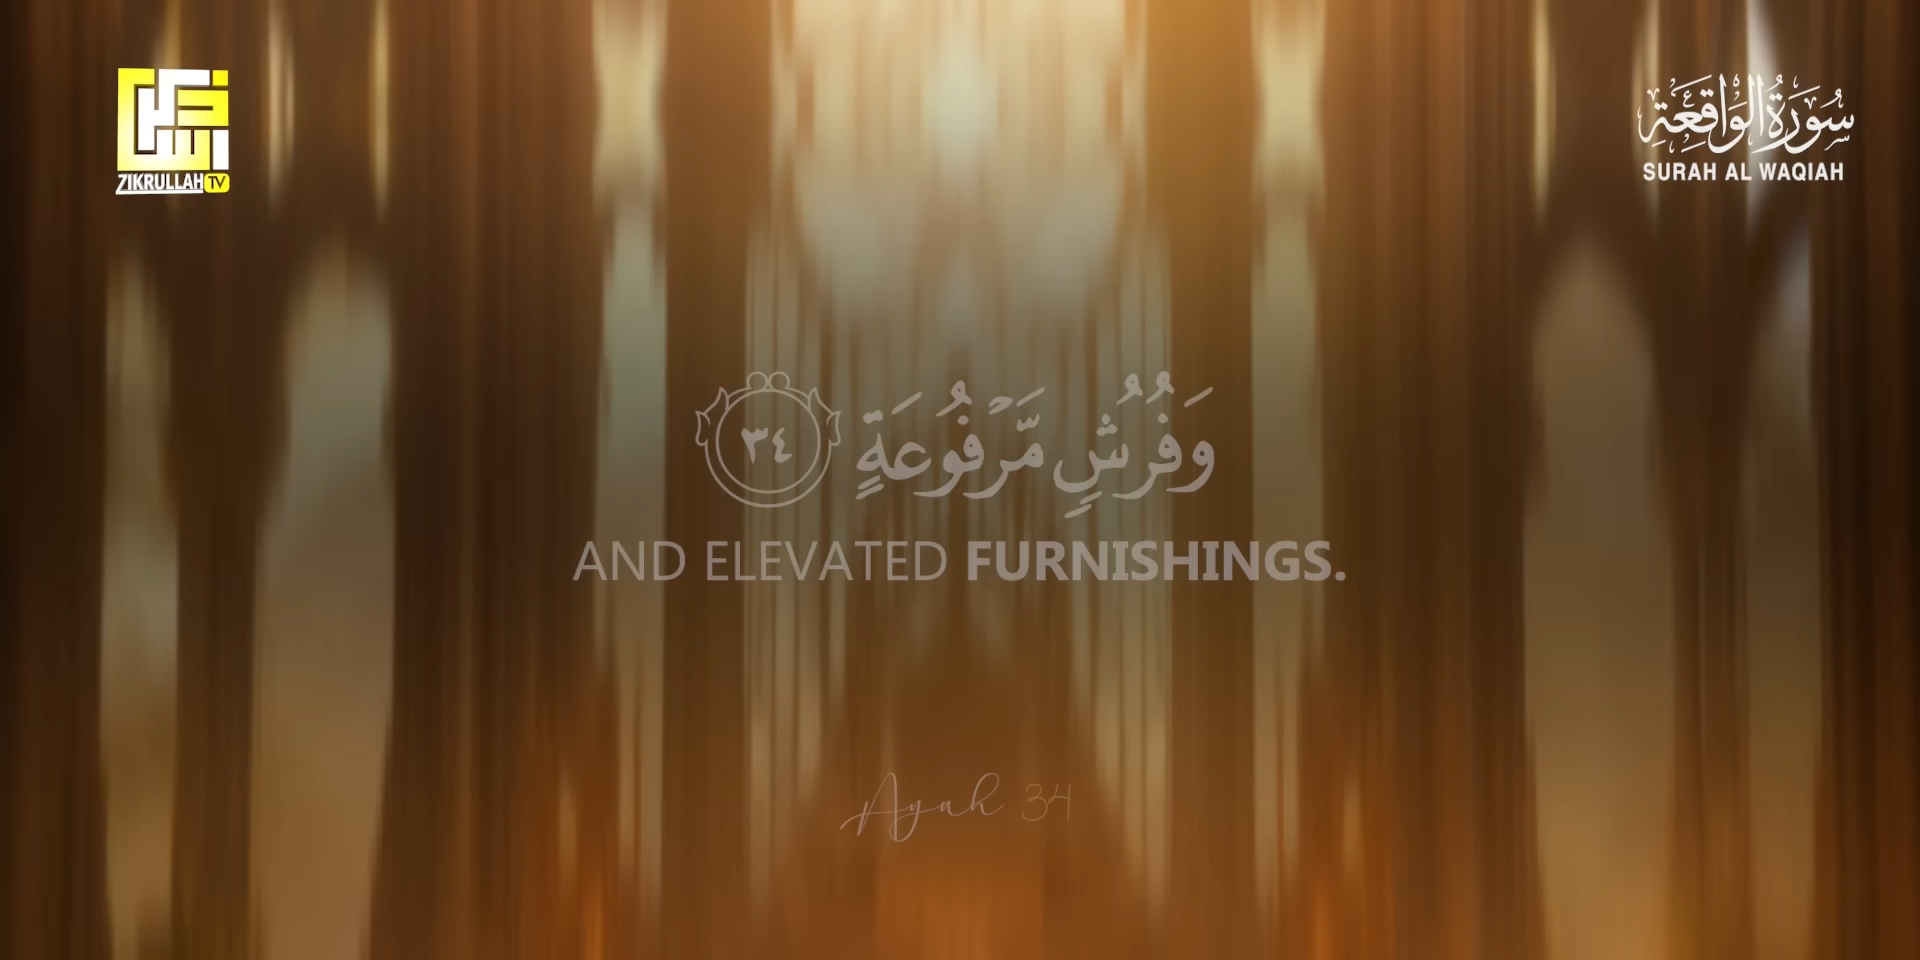 ZIKRULLAH TV
سُورَةُ الوَاقِعَة
SURAH AL WAQIAH
وَفُرُشٍ مَّرْفُوعَةٍ ٣٤
AND ELEVATED FURNISHINGS.
Ayah 34